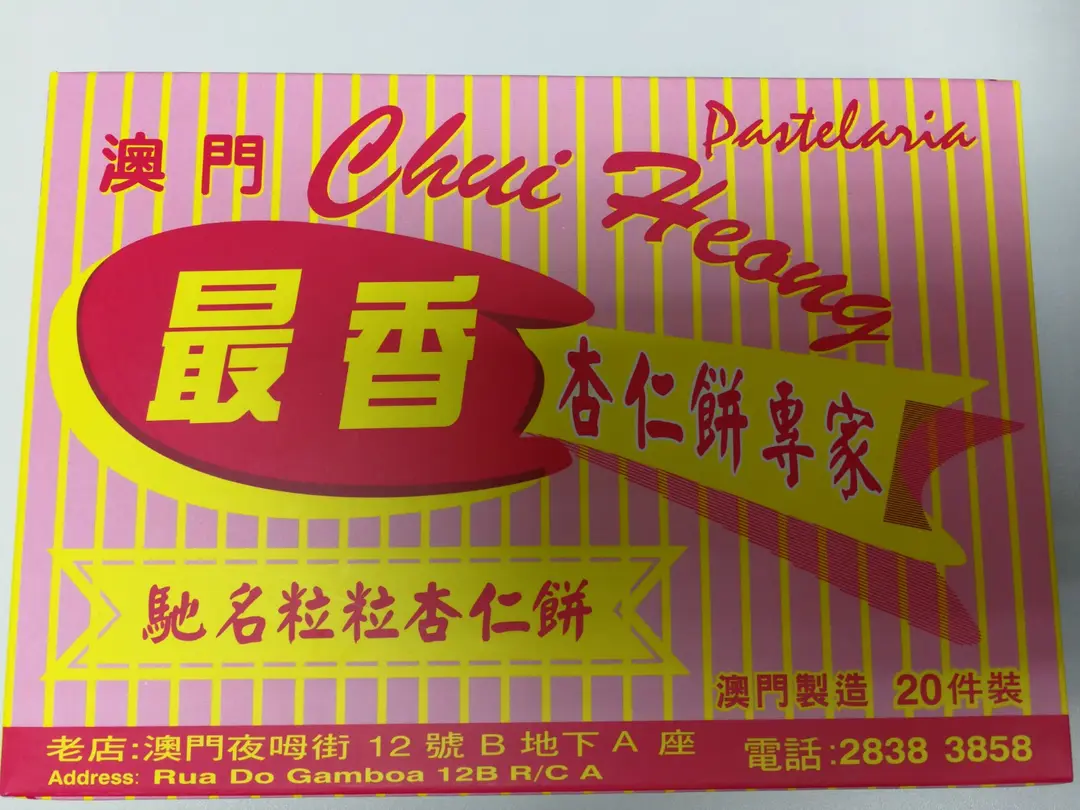 澳門 Chui Heong Pastelaria
最香
杏仁餅專家
馳名粒粒杏仁餅
澳門製造 20件裝
老店:澳門夜呣街 12 號 B 地下 A 座
Address: Rua Do Gamboa 12B R/C A
電話:2838 3858